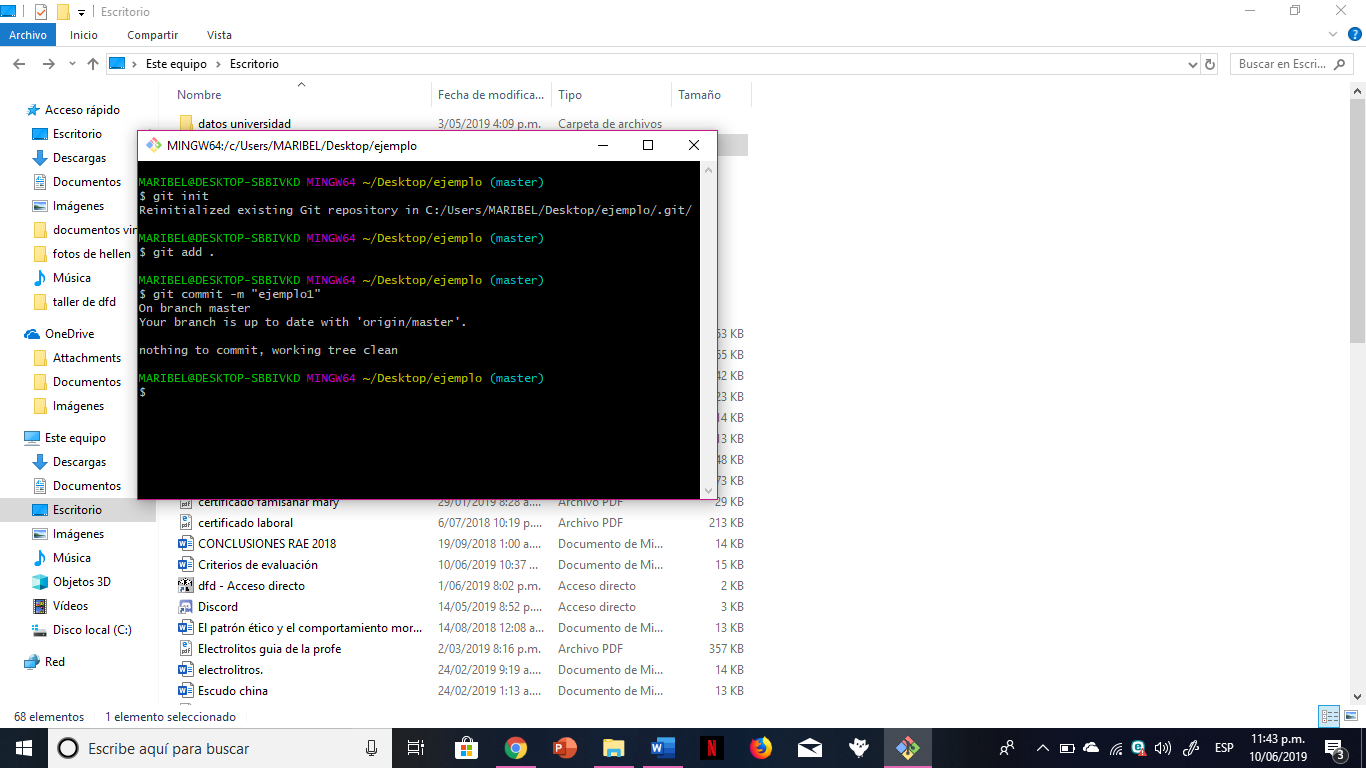 Escritorio
Archivo Inicio Compartir Vista
Este equipo Escritorio
Buscar en Escri...
Nombre Fecha de modifica... Tipo Tamaño
Acceso rápido
Escritorio
Descargas
Documentos
Imágenes
documentos vir
fotos de hellen
Música
taller de dfd
OneDrive
Attachments
Documentos
Imágenes
Este equipo
Descargas
Documentos
Escritorio
Imágenes
Música
Objetos 3D
Vídeos
Disco local (C:)
Red
datos universidad 3/05/2019 4:09 p.m. Carpeta de archivos
MINGW64:/c/Users/MARIBEL/Desktop/ejemplo
MARIBEL@DESKTOP-SBBIVKD MINGW64 ~/Desktop/ejemplo (master)
$ git init
Reinitialized existing Git repository in C:/Users/MARIBEL/Desktop/ejemplo/.git/
MARIBEL@DESKTOP-SBBIVKD MINGW64 ~/Desktop/ejemplo (master)
$ git add .
MARIBEL@DESKTOP-SBBIVKD MINGW64 ~/Desktop/ejemplo (master)
$ git commit -m "ejemplo1"
On branch master
Your branch is up to date with 'origin/master'.
nothing to commit, working tree clean
MARIBEL@DESKTOP-SBBIVKD MINGW64 ~/Desktop/ejemplo (master)
$
53 KB
65 KB
42 KB
23 KB
14 KB
13 KB
48 KB
73 KB
certificado famisanar mary 29/01/2019 8:28 a.... Archivo PDF 29 KB
certificado laboral 6/07/2018 10:19 p.... Archivo PDF 213 KB
CONCLUSIONES RAE 2018 19/09/2018 1:00 a.... Documento de Mi... 14 KB
Criterios de evaluación 10/06/2019 10:37 ... Documento de Mi... 15 KB
dfd - Acceso directo 1/06/2019 8:02 p.m. Acceso directo 2 KB
Discord 14/05/2019 8:52 p.... Acceso directo 3 KB
El patrón ético y el comportamiento mor... 14/08/2018 12:08 a... Documento de Mi... 13 KB
Electrolitos guia de la profe 2/03/2019 8:16 p.m. Archivo PDF 357 KB
electrolitros. 24/02/2019 9:19 a.... Documento de Mi... 14 KB
Escudo china 24/02/2019 1:13 a.... Documento de Mi... 13 KB
68 elementos 1 elemento seleccionado
Escribe aquí para buscar
ESP
11:43 p.m.
10/06/2019
3